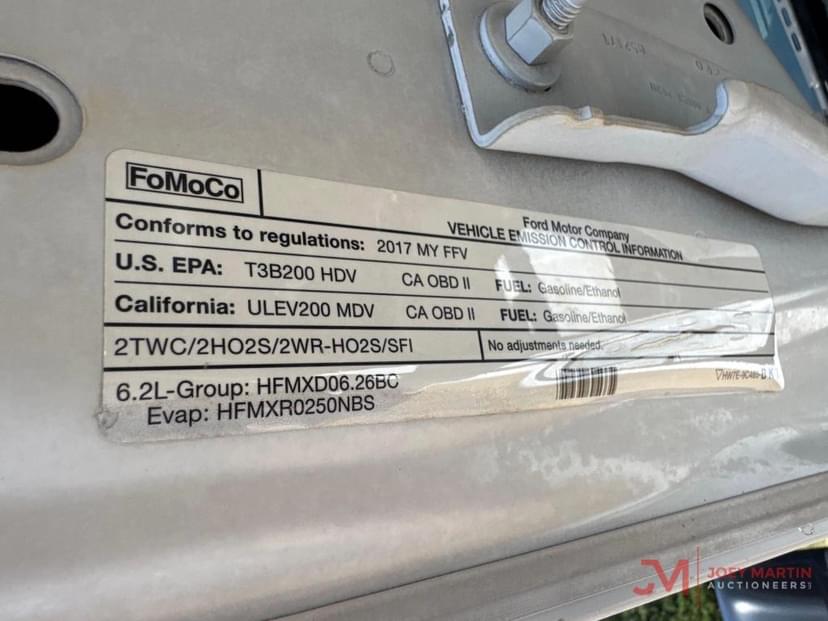 FoMoCo
Ford Motor Company
VEHICLE EMISSION CONTROL INFORMATION
Conforms to regulations: 2017 MY FFV
U.S. EPA: T3B200 HDV CA OBD II FUEL: Gasoline/Ethanol
California: ULEV200 MDV CA OBD II FUEL: Gasoline/Ethanol
2TWC/2HO2S/2WR-HO2S/SFI No adjustments needed.
6.2L-Group: HFMXD06.26BC
Evap: HFMXR0250NBS
JM JOEY MARTIN
AUCTIONEERS